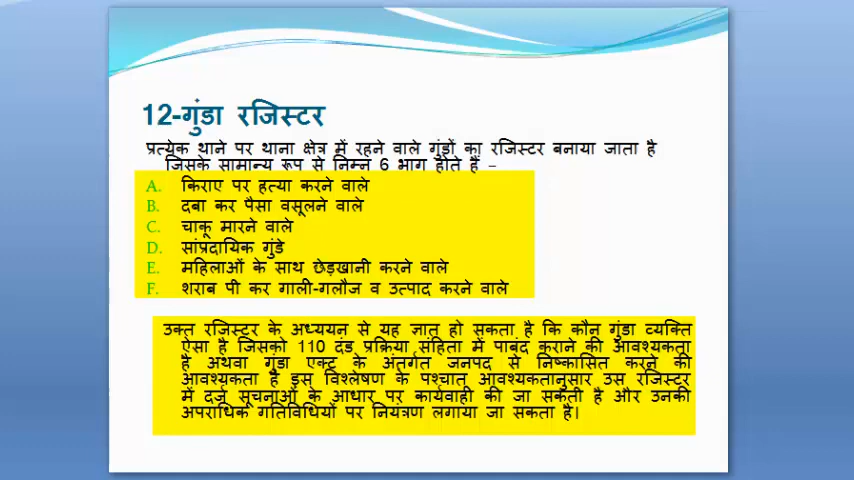 12-गुंडा रजिस्टर
प्रत्येक थाने पर थाना क्षेत्र में रहने वाले गुंडों का रजिस्टर बनाया जाता है
जिसके सामान्य रूप से निम्न 6 भाग होते हैं –
A. किराए पर हत्या करने वाले
B. दबा कर पैसा वसूलने वाले
C. चाकू मारने वाले
D. सांप्रदायिक गुंडे
E. महिलाओं के साथ छेड़खानी करने वाले
F. शराब पी कर गाली-गलौज व उत्पाद करने वाले
उक्त रजिस्टर के अध्ययन से यह ज्ञात हो सकता है कि कौन गुंडा व्यक्ति
ऐसा है जिसको 110 दंड प्रक्रिया संहिता में पाबंद कराने की आवश्यकता
है अथवा गुंडा एक्ट के अंतर्गत जनपद से निष्कासित करने की
आवश्यकता है इस विश्लेषण के पश्चात आवश्यकतानुसार उस रजिस्टर
में दर्ज सूचनाओं के आधार पर कार्यवाही की जा सकती है और उनकी
अपराधिक गतिविधियों पर नियंत्रण लगाया जा सकता है।